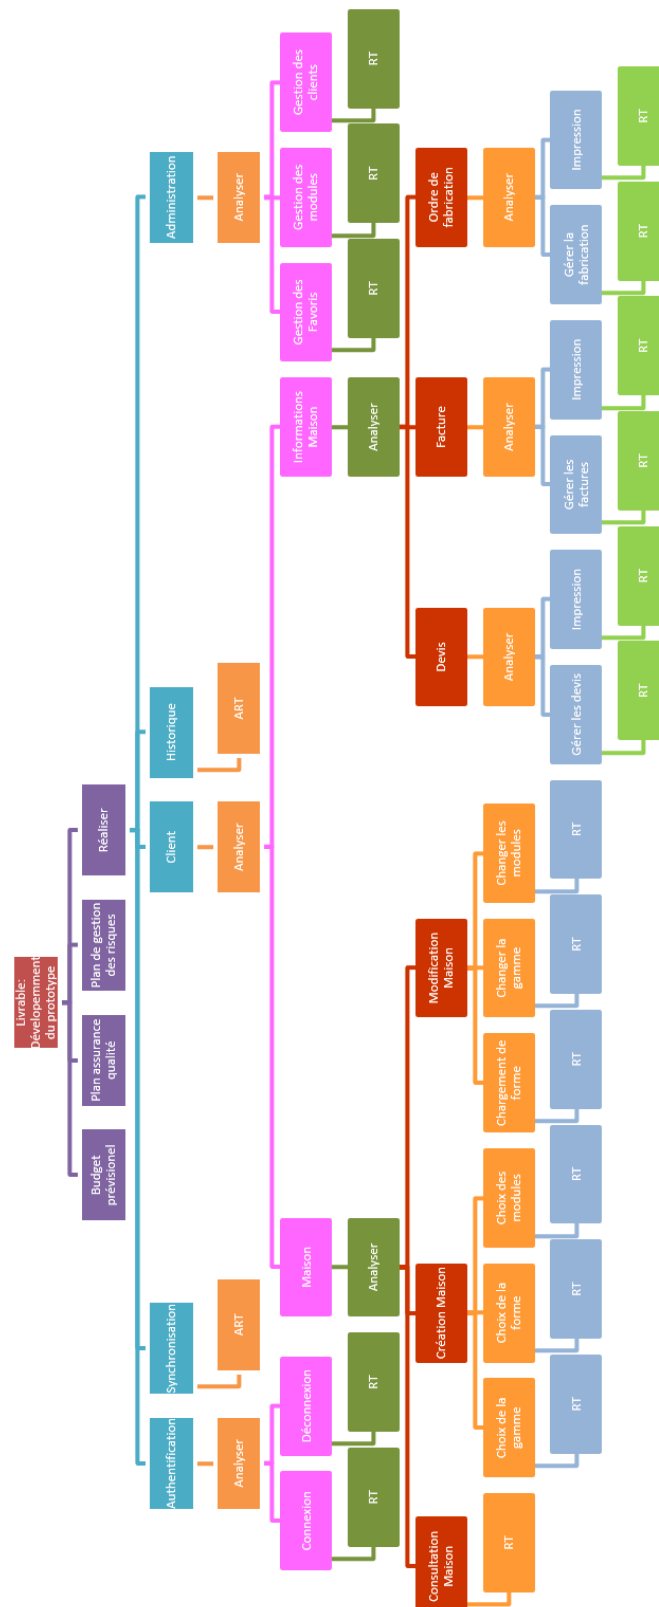 Livrable:
Dévelopemment
du prototype
Budget
prévisionel
Plan assurance
qualité
Plan de gestion
des risques
Réaliser
Authentification
Synchronisation
Client
Historique
Administration
Analyser
ART
Analyser
ART
Analyser
Connexion
Déconnexion
Maison
Informations
Maison
Gestion des
Favoris
Gestion des
modules
Gestion des
clients
RT
RT
Analyser
Analyser
RT
RT
RT
Consultation
Maison
Création Maison
Modification
Maison
Devis
Facture
Ordre de
fabrication
RT
Choix de la
gamme
Choix de la
forme
Choix des
modules
Chargement de
forme
Changer la
gamme
Changer les
modules
Analyser
Analyser
Analyser
RT
RT
RT
RT
RT
RT
Gérer les devis
Impression
Gérer les
factures
Impression
Gérer la
fabrication
Impression
RT
RT
RT
RT
RT
RT